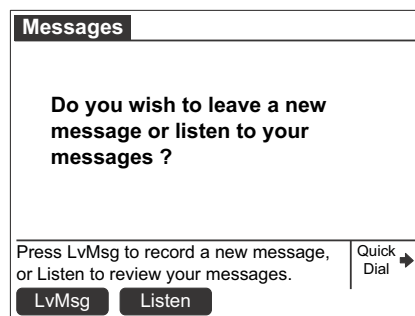 Messages
Do you wish to leave a new
message or listen to your
messages ?
Press LvMsg to record a new message,
or Listen to review your messages.
Quick
Dial
LvMsg Listen